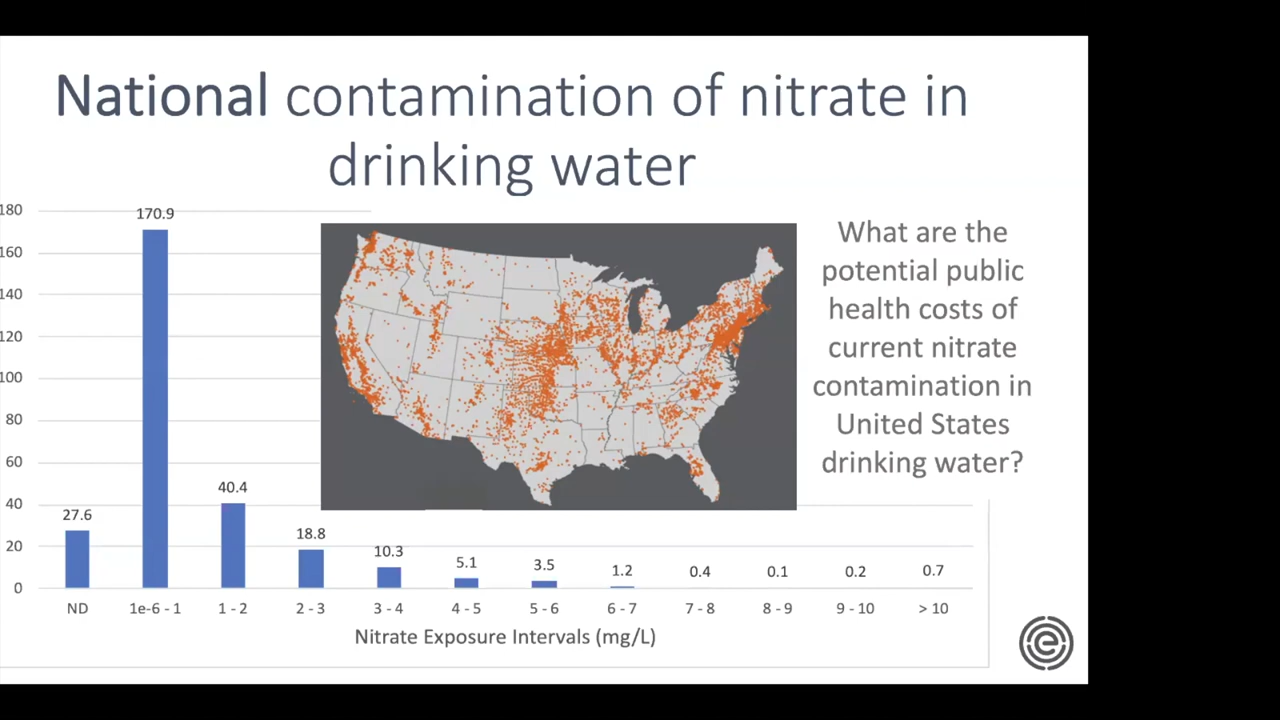 National contamination of nitrate in
drinking water
180
160
140
120
100
80
60
40
20
0
27.6
170.9
40.4
18.8
10.3
5.1
3.5
1.2
0.4
0.1
0.2
0.7
ND
1e-6 - 1
1 - 2
2 - 3
3 - 4
4 - 5
5 - 6
6 - 7
7 - 8
8 - 9
9 - 10
> 10
Nitrate Exposure Intervals (mg/L)
What are the
potential public
health costs of
current nitrate
contamination in
United States
drinking water?
e